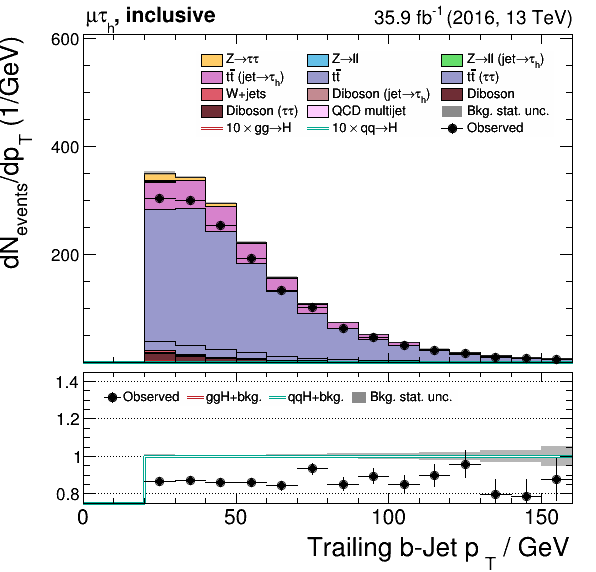 μτh, inclusive 35.9 fb⁻¹ (2016, 13 TeV)
dNevents/dpT (1/GeV)
600
400
200
Z→ττ Z→ll Z→ll (jet→τh)
tt̄ (jet→τh) tt̄ tt̄ (ττ)
W+jets Diboson (jet→τh) Diboson
Diboson (ττ) QCD multijet Bkg. stat. unc.
10 × gg→H 10 × qq→H Observed
1.4
1.2
1
0.8
Observed ggH+bkg. qqH+bkg. Bkg. stat. unc.
0 50 100 150
Trailing b-Jet pT / GeV